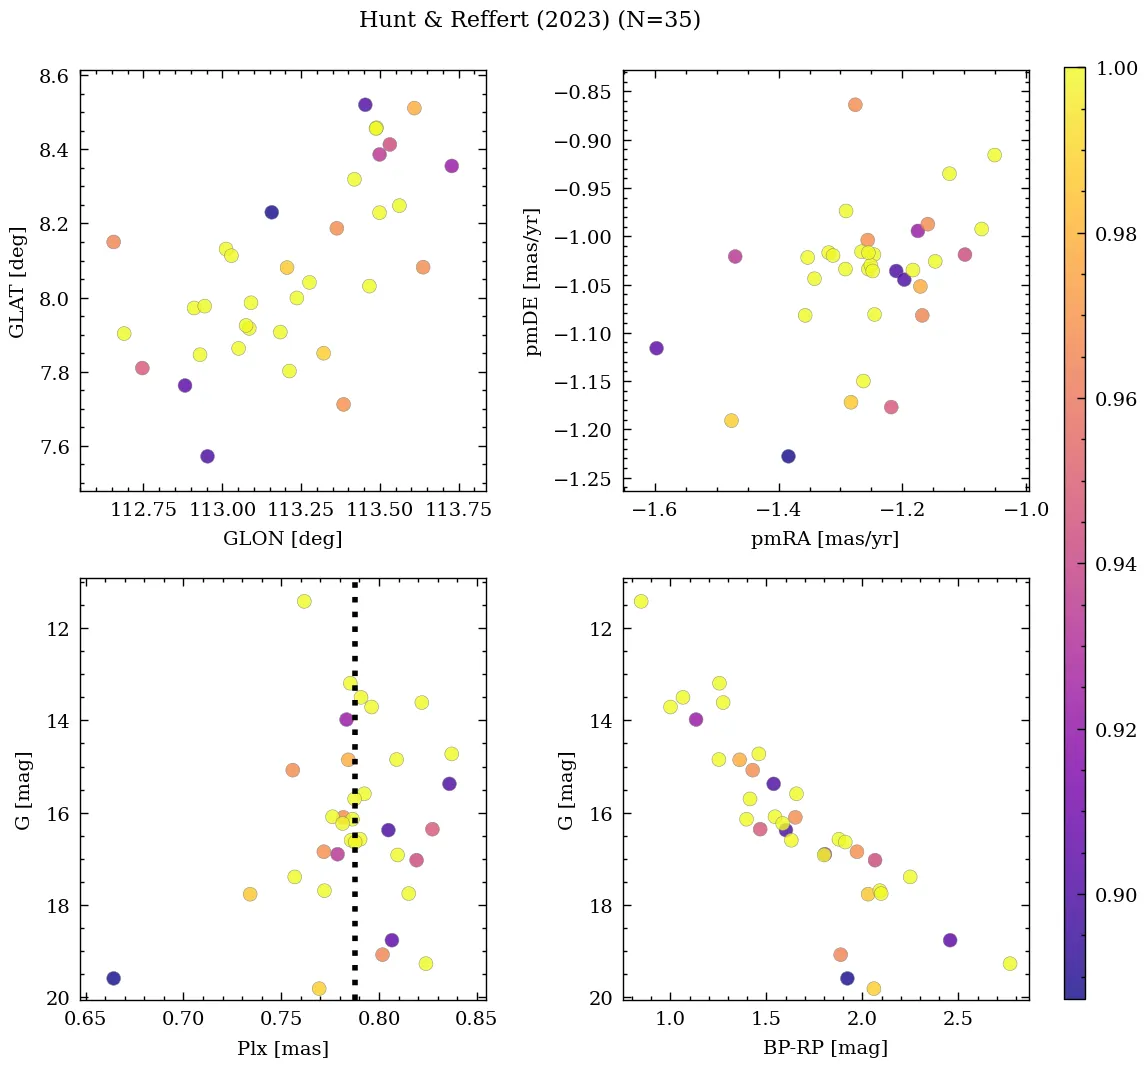 Hunt & Reffert (2023) (N=35)
8.6
8.4
8.2
8.0
7.8
7.6
GLAT [deg]
112.75 113.00 113.25 113.50 113.75
GLON [deg]
−0.85
−0.90
−0.95
−1.00
−1.05
−1.10
−1.15
−1.20
−1.25
pmDE [mas/yr]
−1.6 −1.4 −1.2 −1.0
pmRA [mas/yr]
12
14
16
18
20
G [mag]
0.65 0.70 0.75 0.80 0.85
Plx [mas]
12
14
16
18
20
G [mag]
1.0 1.5 2.0 2.5
BP-RP [mag]
1.00
0.98
0.96
0.94
0.92
0.90